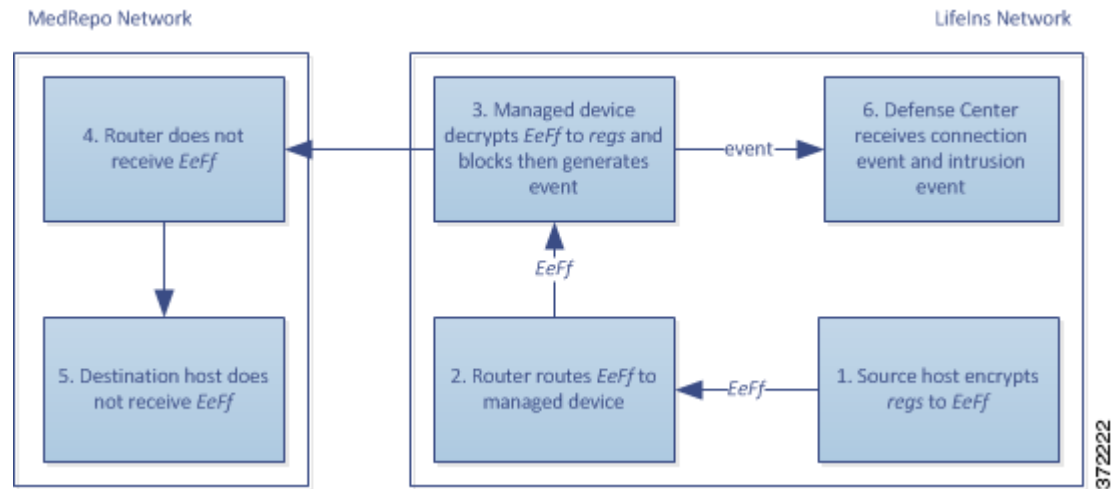 MedRepo Network
LifeIns Network
4. Router does not
receive EeFf
3. Managed device
decrypts EeFf to regs and
blocks then generates
event
event
6. Defense Center
receives connection
event and intrusion
event
EeFf
5. Destination host does
not receive EeFf
2. Router routes EeFf to
managed device
EeFf
1. Source host encrypts
regs to EeFf
372222